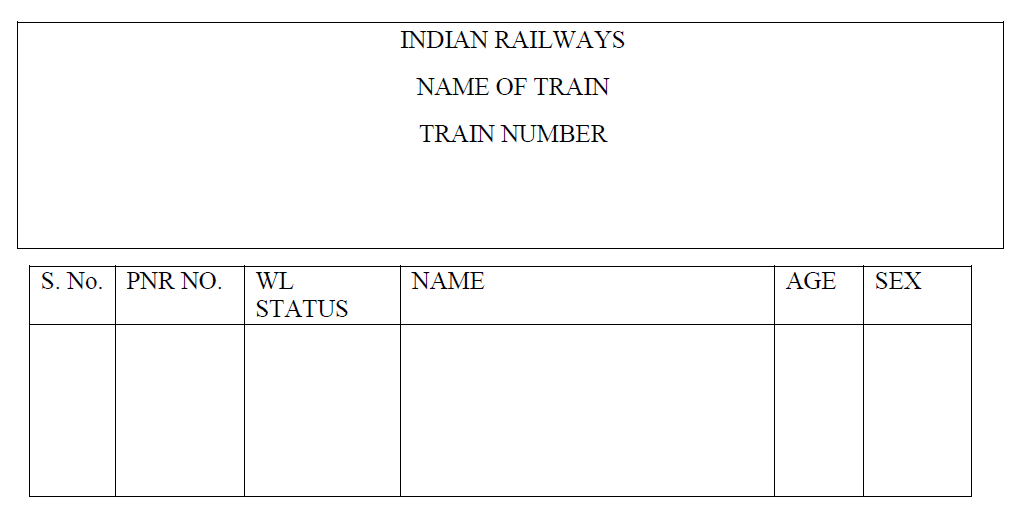 INDIAN RAILWAYS
NAME OF TRAIN
TRAIN NUMBER
S. No. PNR NO. WL STATUS NAME AGE SEX